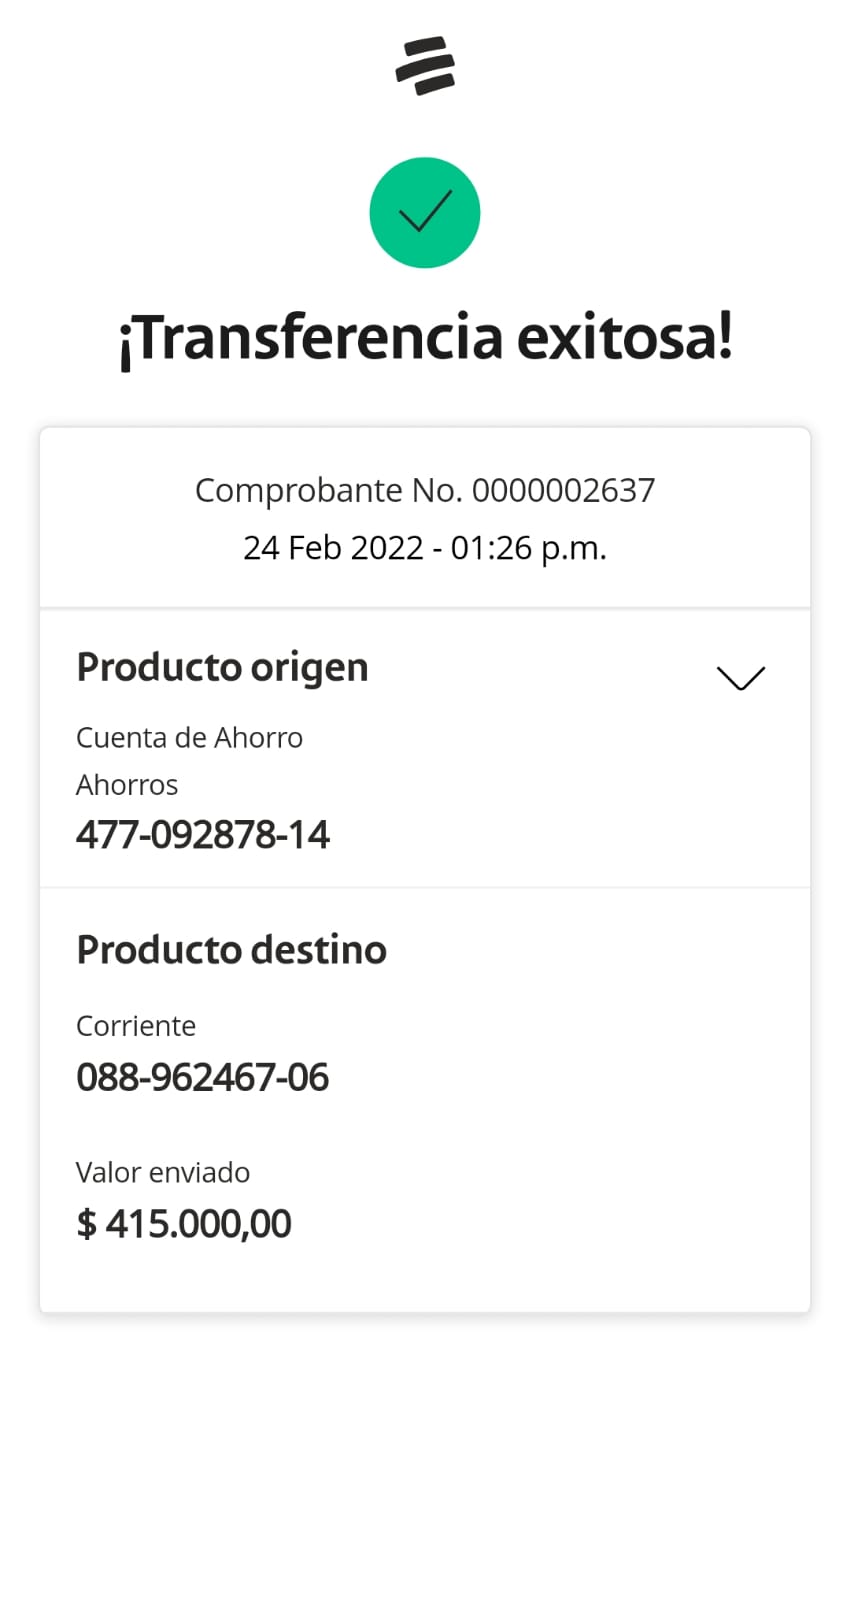 ¡Transferencia exitosa!
Comprobante No. 0000002637
24 Feb 2022 - 01:26 p.m.
Producto origen
Cuenta de Ahorro
Ahorros
477-092878-14
Producto destino
Corriente
088-962467-06
Valor enviado
$ 415.000,00